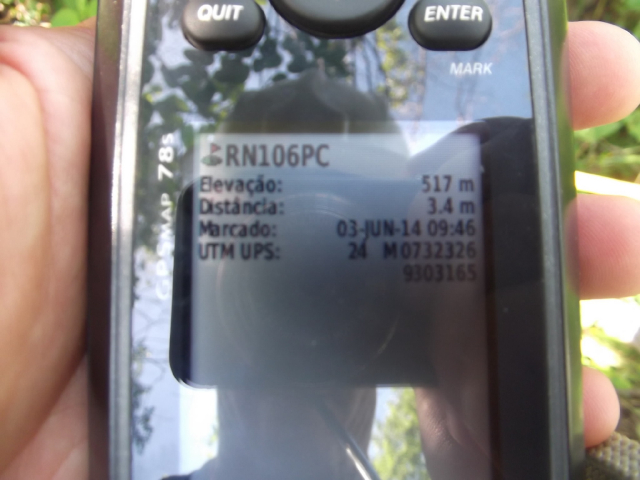 QUIT
ENTER
MARK
GPSMAP 78s
RN106PC
Elevação: 517 m
Distância: 3.4 m
Marcado: 03-JUN-14 09:46
UTM UPS: 24 M 0732326
9303165